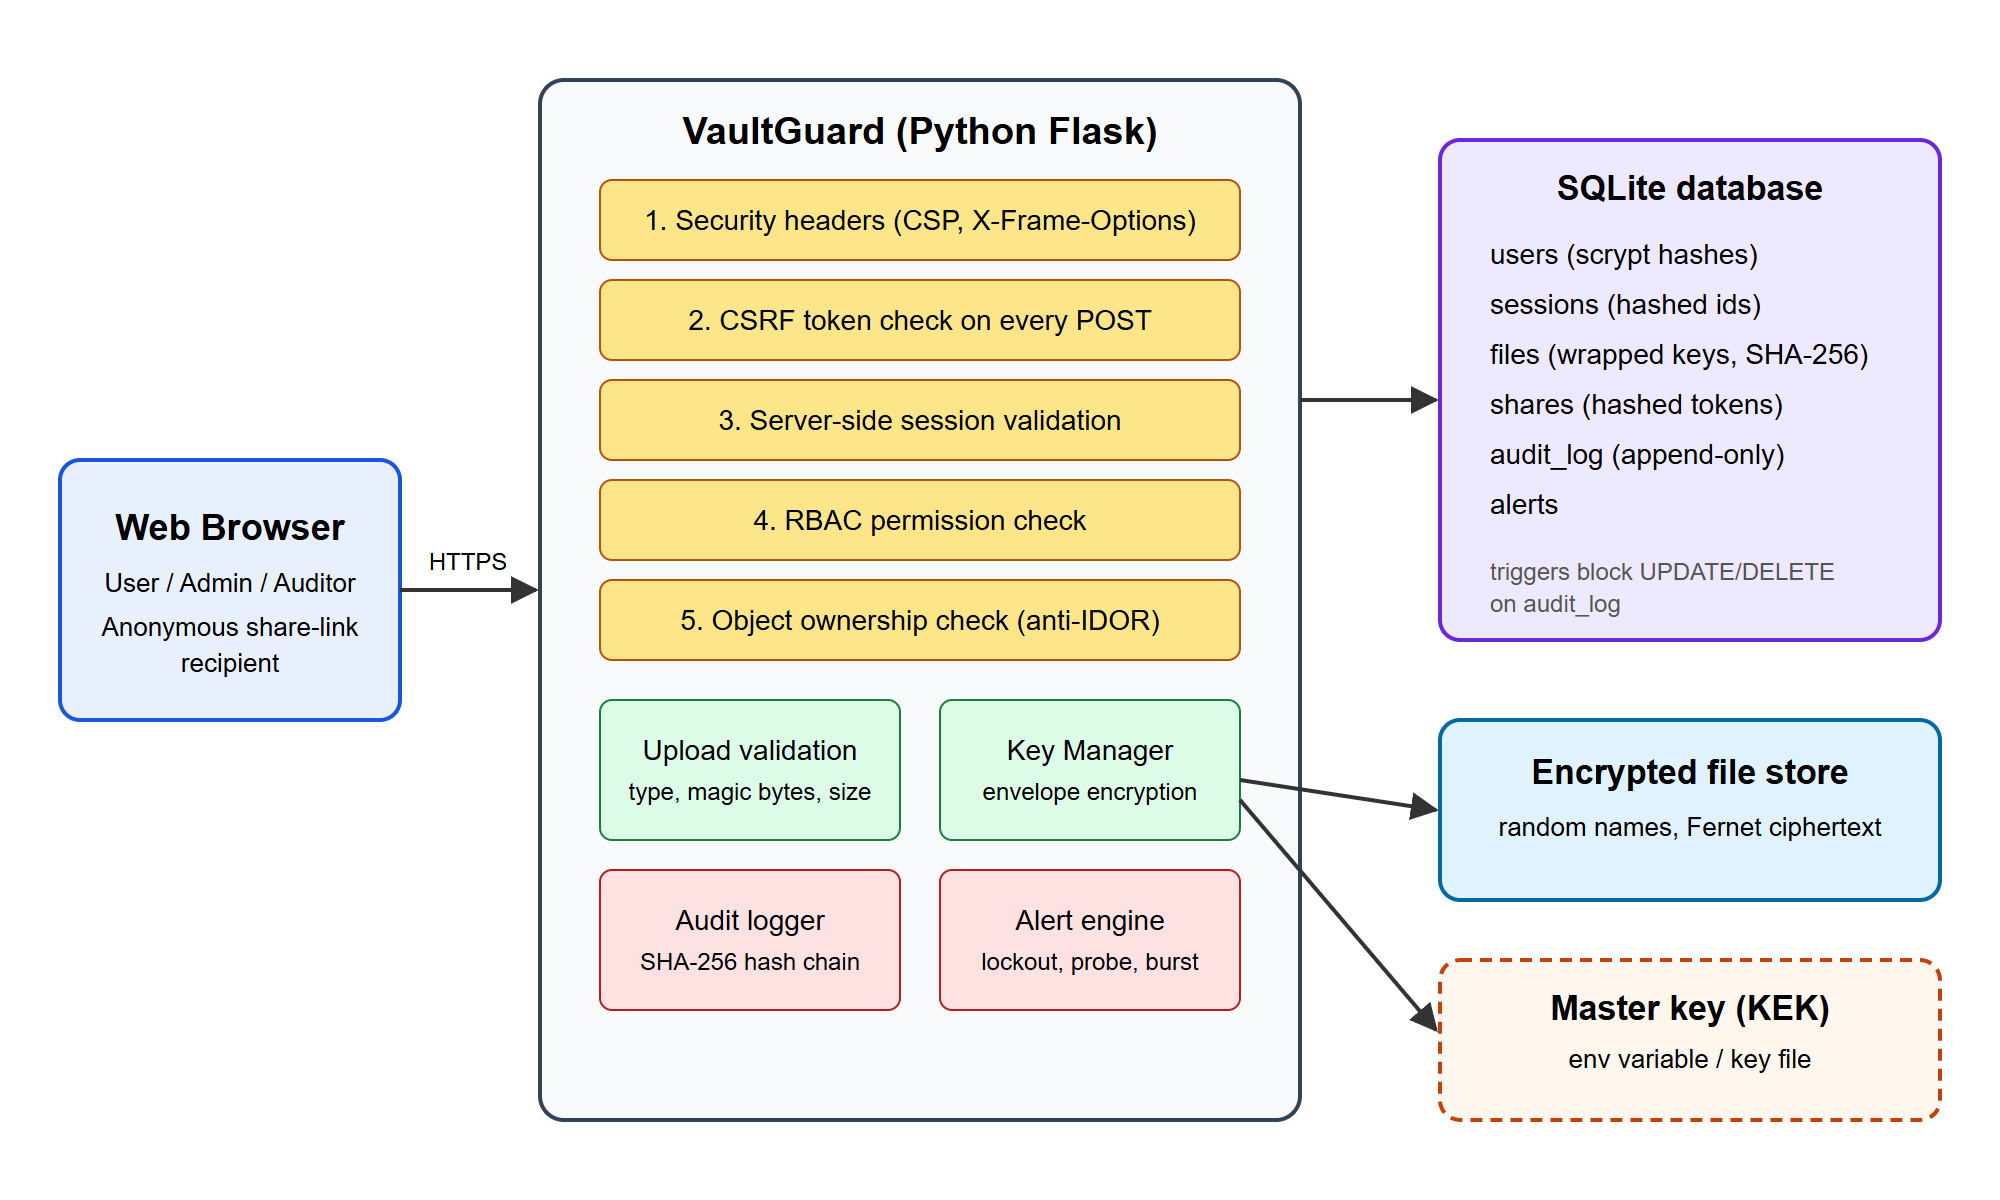 Web Browser
User / Admin / Auditor
Anonymous share-link
recipient
HTTPS
VaultGuard (Python Flask)
1. Security headers (CSP, X-Frame-Options)
2. CSRF token check on every POST
3. Server-side session validation
4. RBAC permission check
5. Object ownership check (anti-IDOR)
Upload validation
type, magic bytes, size
Key Manager
envelope encryption
Audit logger
SHA-256 hash chain
Alert engine
lockout, probe, burst
SQLite database
users (scrypt hashes)
sessions (hashed ids)
files (wrapped keys, SHA-256)
shares (hashed tokens)
audit_log (append-only)
alerts
triggers block UPDATE/DELETE
on audit_log
Encrypted file store
random names, Fernet ciphertext
Master key (KEK)
env variable / key file